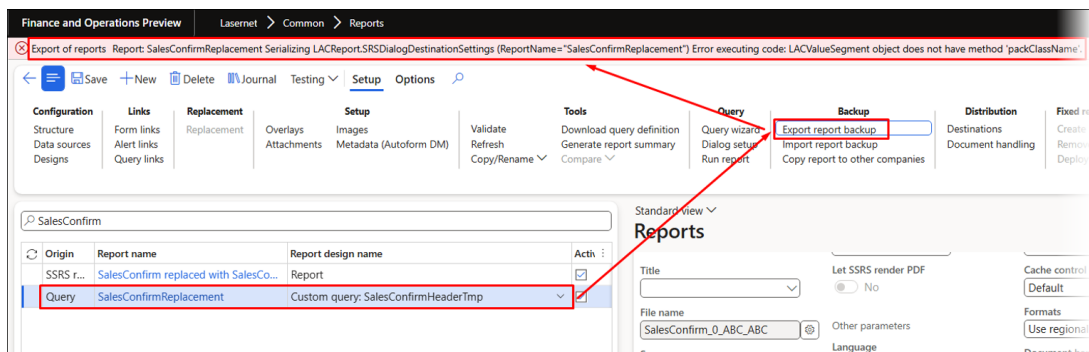 Finance and Operations Preview Lasernet > Common > Reports
Export of reports Report: SalesConfirmReplacement Serializing LACReport.SRSDialogDestinationSettings (ReportName="SalesConfirmReplacement") Error executing code: LACValueSegment object does not have method 'packClassName'.
Save New Delete Journal Testing Setup Options
Configuration Links Replacement Setup Tools Query Backup Distribution Fixed
Structure Form links Replacement Overlays Images Validate Download query definition Query wizard Export report backup Destinations Create
Data sources Alert links Attachments Metadata (Autoform DM) Refresh Generate report summary Dialog setup Import report backup Document handling
Designs Query links Copy/Rename Compare Run report Copy report to other companies
Standard view
SalesConfirm
Reports
Origin Report name Report design name
SSRS r... SalesConfirm replaced with SalesCo... Report
Query SalesConfirmReplacement Custom query: SalesConfirmHeaderTmp
Title Let SSRS render PDF Cache control
No Default
File name Formats
SalesConfirm_0_ABC_ABC Other parameters Use regional
Language